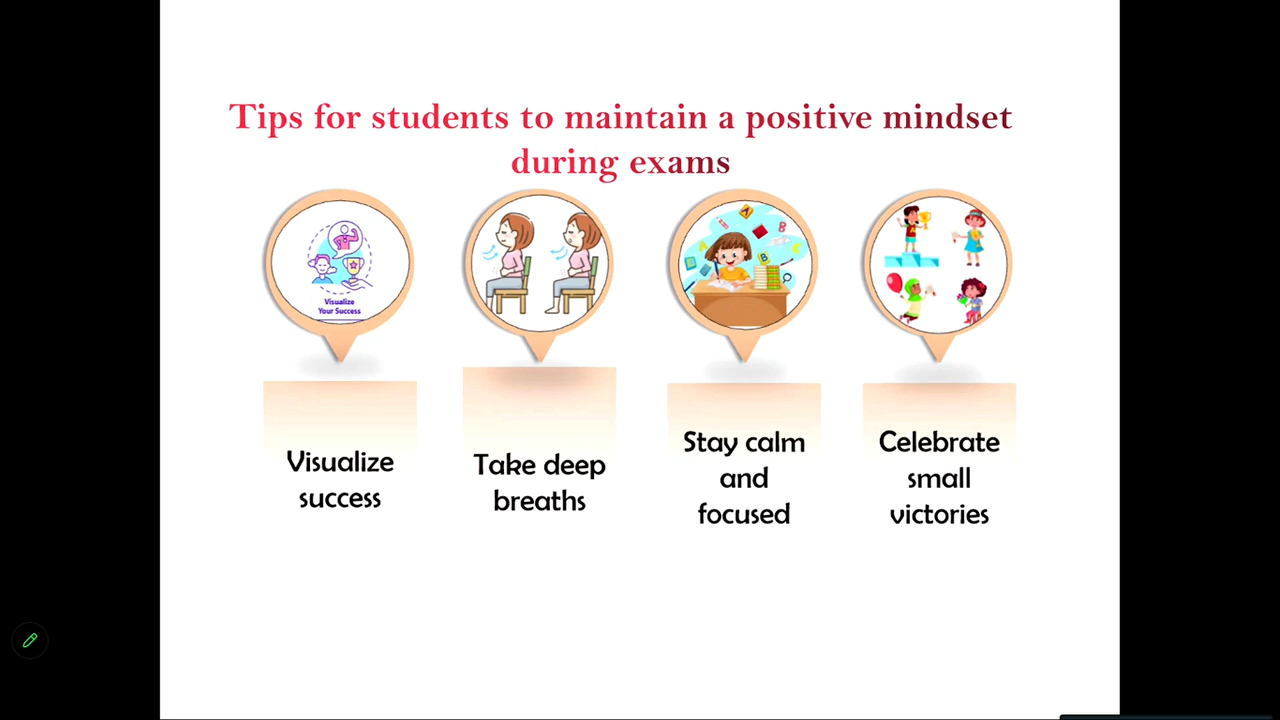 Tips for students to maintain a positive mindset
during exams
Visualize
Your Success
Visualize
success
Take deep
breaths
Stay calm
and
focused
Celebrate
small
victories